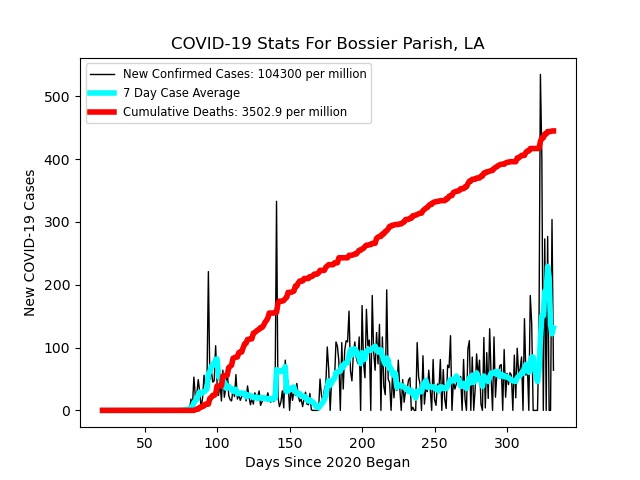 COVID-19 Stats For Bossier Parish, LA
New Confirmed Cases: 104300 per million
7 Day Case Average
Cumulative Deaths: 3502.9 per million
New COVID-19 Cases
500
400
300
200
100
0
50
100
150
200
250
300
Days Since 2020 Began